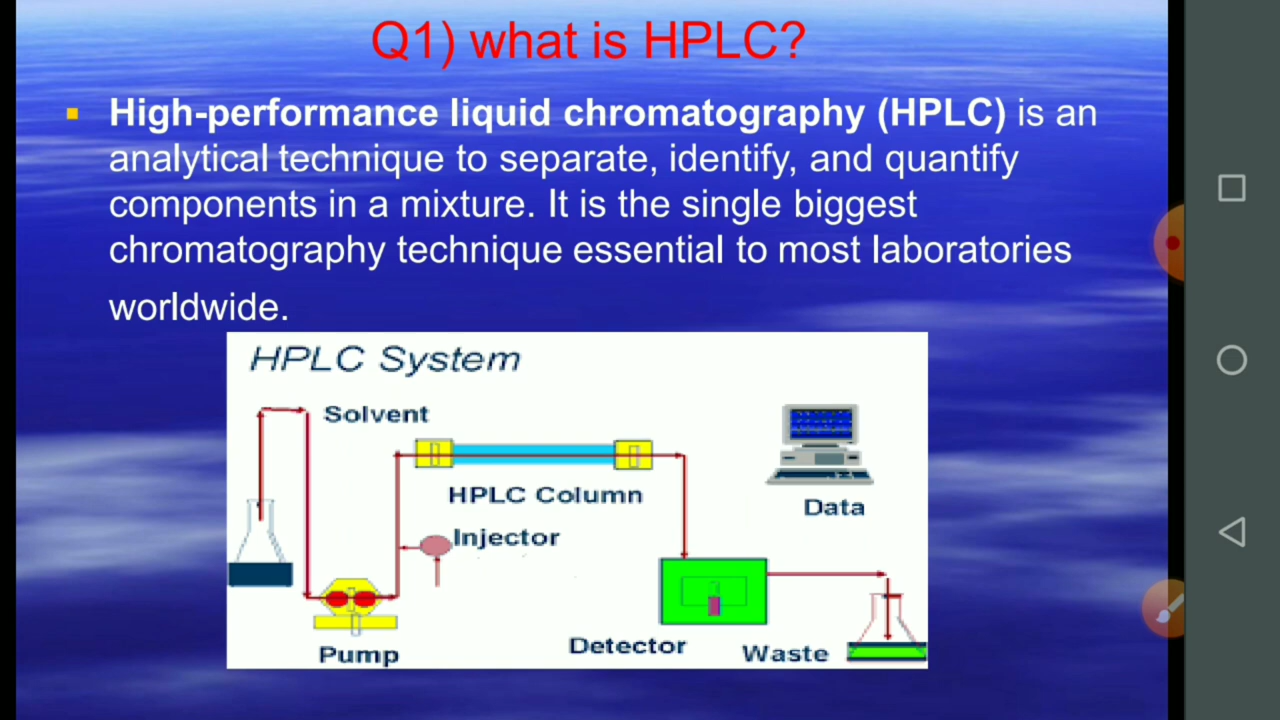 Q1) what is HPLC?
▪ High-performance liquid chromatography (HPLC) is an
analytical technique to separate, identify, and quantify
components in a mixture. It is the single biggest
chromatography technique essential to most laboratories
worldwide.
HPLC System
Solvent
HPLC Column
Data
Injector
Pump
Detector
Waste